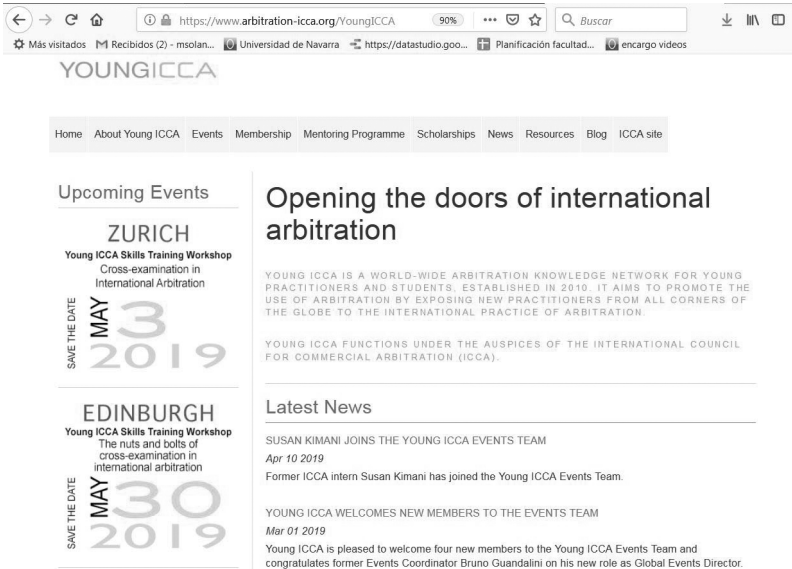 https://www.arbitration-icca.org/YoungICCA
90%
Buscar
Más visitados
Recibidos (2) - msolan...
Universidad de Navarra
https://datastudio.goo...
Planificación facultad...
encargo videos
YOUNGICCA
Home About Young ICCA Events Membership Mentoring Programme Scholarships News Resources Blog ICCA site
Upcoming Events
ZURICH
Young ICCA Skills Training Workshop
Cross-examination in
International Arbitration
SAVE THE DATE
MAY
3
2019
EDINBURGH
Young ICCA Skills Training Workshop
The nuts and bolts of
cross-examination in
international arbitration
SAVE THE DATE
MAY
30
2019
Opening the doors of international
arbitration
YOUNG ICCA IS A WORLD-WIDE ARBITRATION KNOWLEDGE NETWORK FOR YOUNG
PRACTITIONERS AND STUDENTS, ESTABLISHED IN 2010. IT AIMS TO PROMOTE THE
USE OF ARBITRATION BY EXPOSING NEW PRACTITIONERS FROM ALL CORNERS OF
THE GLOBE TO THE INTERNATIONAL PRACTICE OF ARBITRATION.
YOUNG ICCA FUNCTIONS UNDER THE AUSPICES OF THE INTERNATIONAL COUNCIL
FOR COMMERCIAL ARBITRATION (ICCA).
Latest News
SUSAN KIMANI JOINS THE YOUNG ICCA EVENTS TEAM
Apr 10 2019
Former ICCA intern Susan Kimani has joined the Young ICCA Events Team.
YOUNG ICCA WELCOMES NEW MEMBERS TO THE EVENTS TEAM
Mar 01 2019
Young ICCA is pleased to welcome four new members to the Young ICCA Events Team and
congratulates former Events Coordinator Bruno Guandalini on his new role as Global Events Director.